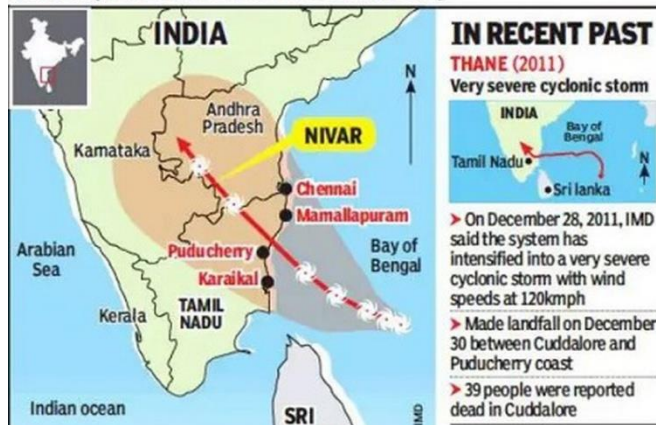 INDIA
Andhra
Pradesh
NIVAR
Karnataka
N
Chennai
Mamallapuram
Puducherry
Karaikal
Arabian
Sea
Bay of
Bengal
Kerala
TAMIL
NADU
Indian ocean
SRI
IMD
IN RECENT PAST
THANE (2011)
Very severe cyclonic storm
INDIA
Bay of
Bengal
Tamil Nadu
N
Sri lanka
➤ On December 28, 2011, IMD
said the system has
intensified into a very severe
cyclonic storm with wind
speeds at 120kmph
➤ Made landfall on December
30 between Cuddalore and
Puducherry coast
➤ 39 people were reported
dead in Cuddalore